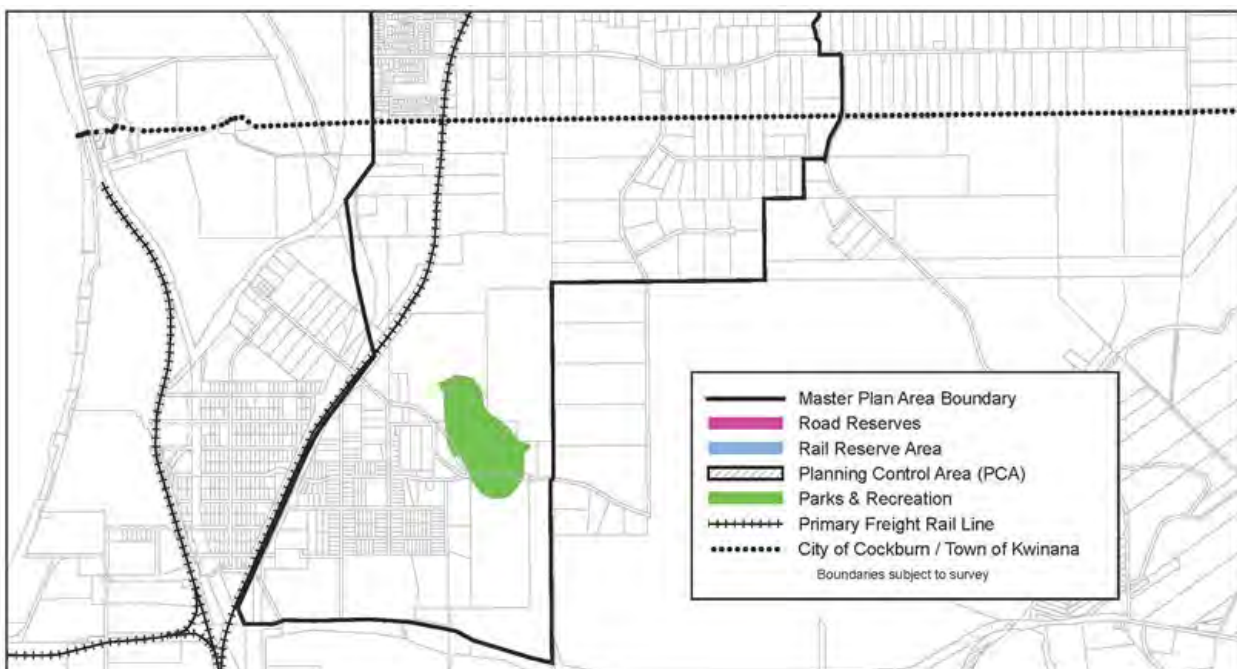 Master Plan Area Boundary
Road Reserves
Rail Reserve Area
Planning Control Area (PCA)
Parks & Recreation
Primary Freight Rail Line
City of Cockburn / Town of Kwinana
Boundaries subject to survey